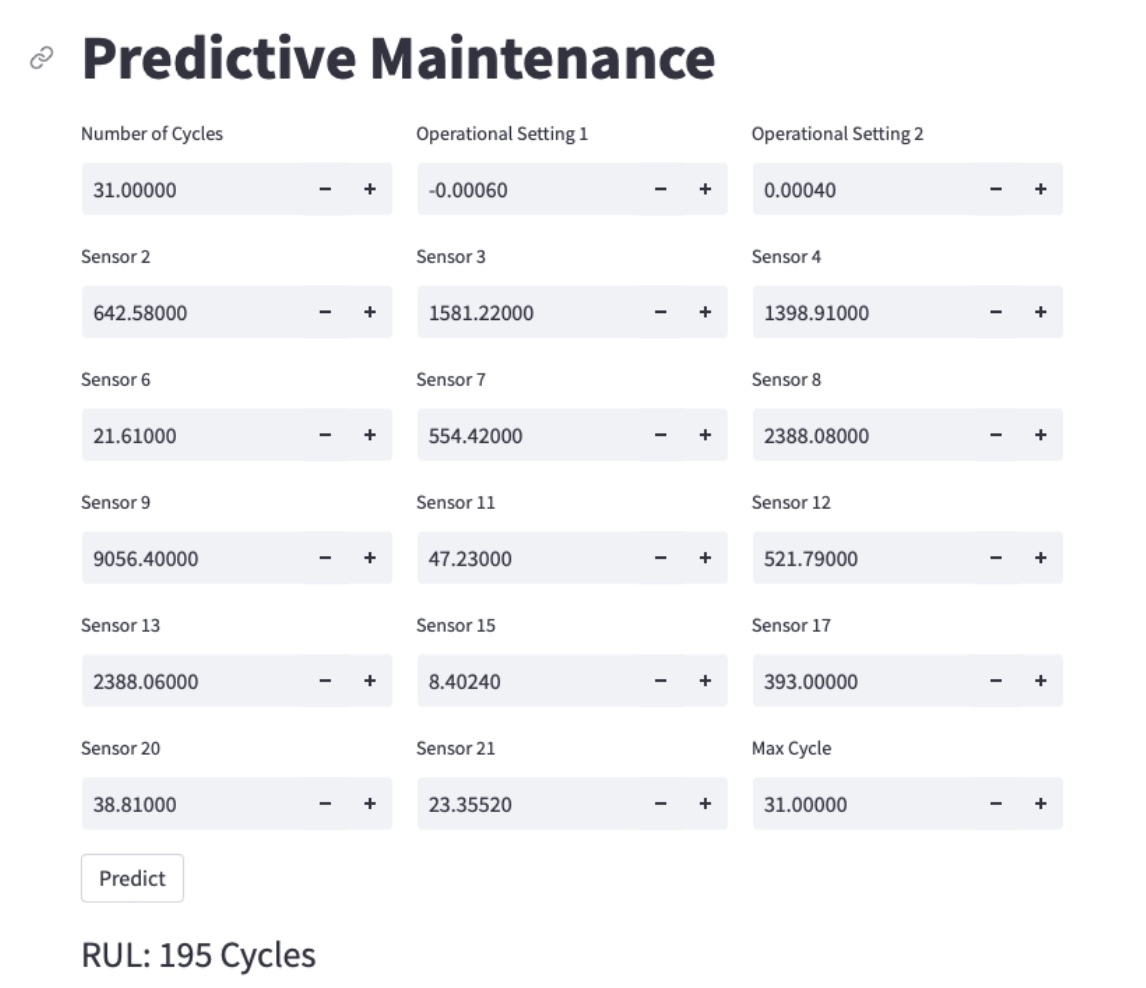 Predictive Maintenance
Number of Cycles Operational Setting 1 Operational Setting 2
31.00000 − + -0.00060 − + 0.00040 − +
Sensor 2 Sensor 3 Sensor 4
642.58000 − + 1581.22000 − + 1398.91000 − +
Sensor 6 Sensor 7 Sensor 8
21.61000 − + 554.42000 − + 2388.08000 − +
Sensor 9 Sensor 11 Sensor 12
9056.40000 − + 47.23000 − + 521.79000 − +
Sensor 13 Sensor 15 Sensor 17
2388.06000 − + 8.40240 − + 393.00000 − +
Sensor 20 Sensor 21 Max Cycle
38.81000 − + 23.35520 − + 31.00000 − +
Predict
RUL: 195 Cycles